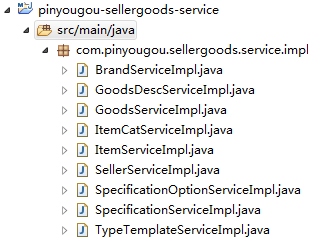 pinyougou-sellergoods-service
src/main/java
com.pinyougou.sellergoods.service.impl
BrandServiceImpl.java
GoodsDescServiceImpl.java
GoodsServiceImpl.java
ItemCatServiceImpl.java
ItemServiceImpl.java
SellerServiceImpl.java
SpecificationOptionServiceImpl.java
SpecificationServiceImpl.java
TypeTemplateServiceImpl.java